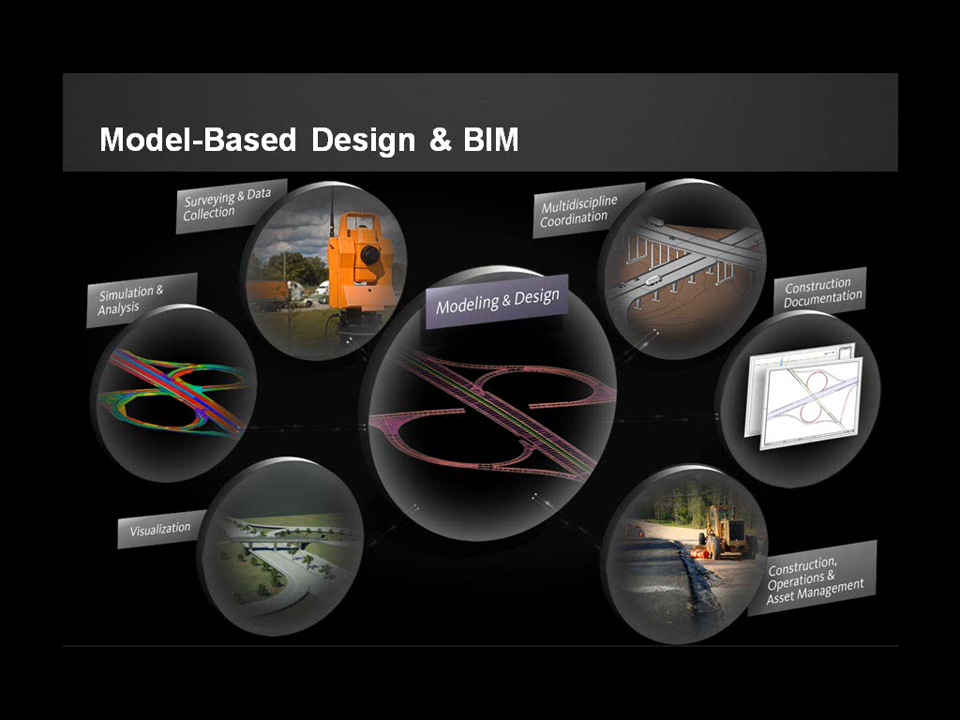 Model-Based Design & BIM
Surveying & Data
Collection
Multidiscipline
Coordination
Simulation &
Analysis
Modeling & Design
Construction
Documentation
Visualization
Construction,
Operations &
Asset Management